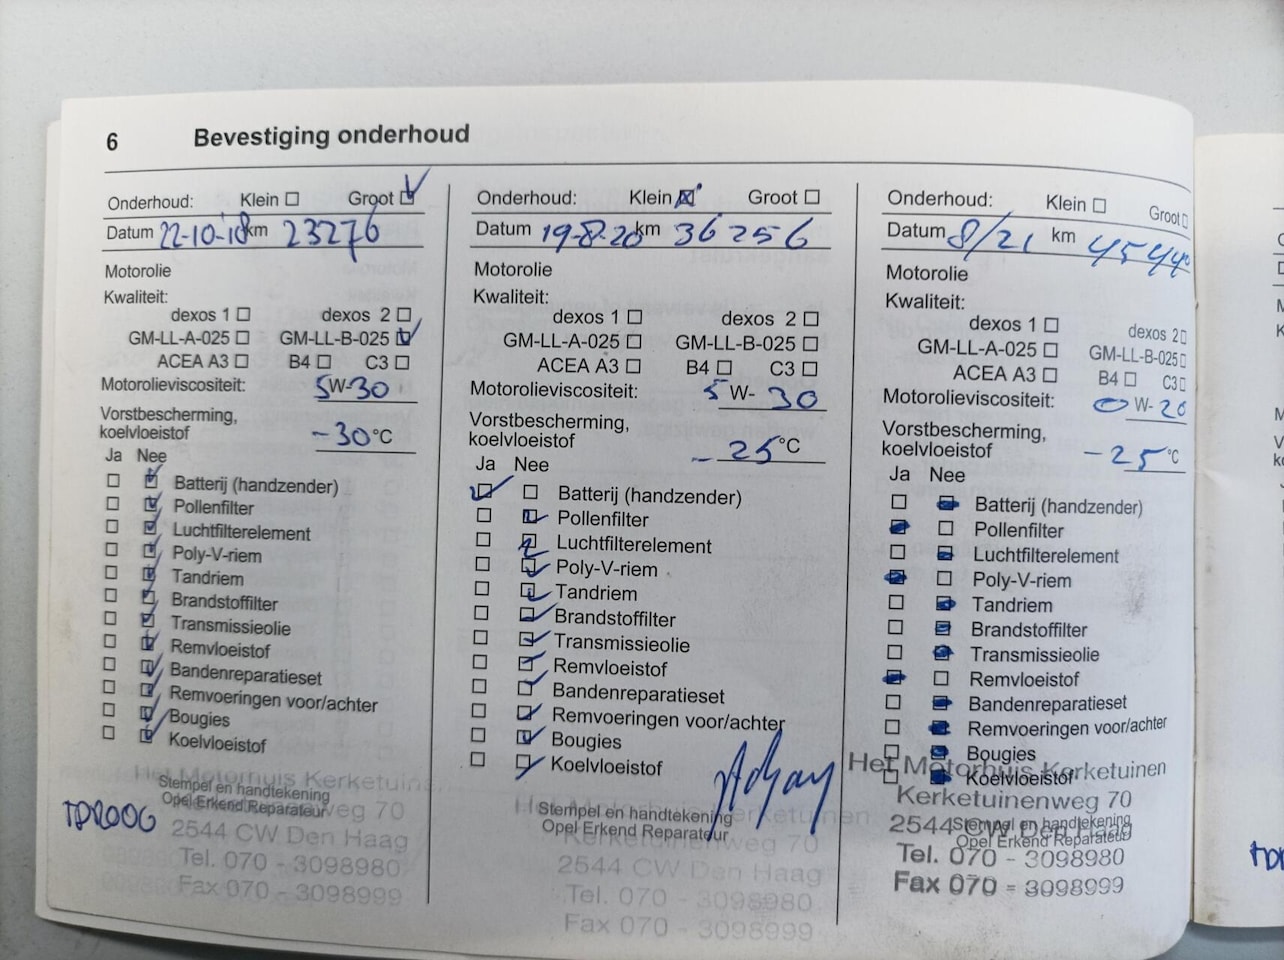 6 Bevestiging onderhoud
Onderhoud: Klein ☐ Groot ☑
Datum 22-10-18 km 23276
Motorolie
Kwaliteit:
dexos 1 ☐ dexos 2 ☐
GM-LL-A-025 ☐ GM-LL-B-025 ☑
ACEA A3 ☐ B4 ☐ C3 ☐
Motorolieviscositeit: 5W-30
Vorstbescherming,
koelvloeistof -30°C
Ja Nee
☐ ☑ Batterij (handzender)
☐ ☑ Pollenfilter
☐ ☑ Luchtfilterelement
☐ ☑ Poly-V-riem
☐ ☑ Tandriem
☐ ☑ Brandstoffilter
☐ ☑ Transmissieolie
☐ ☑ Remvloeistof
☐ ☑ Bandenreparatieset
☐ ☑ Remvoeringen voor/achter
☐ ☑ Bougies
☐ ☑ Koelvloeistof
Het Motorhuis Kerketuinen
Stempel en handtekening
Opel Erkend Reparateur
Kerketuinenweg 70
2544 CW Den Haag
Tel. 070 - 3098980
Fax 070 - 3098999
Onderhoud: Klein ☒ Groot ☐
Datum 19-8-20 km 36256
Motorolie
Kwaliteit:
dexos 1 ☐ dexos 2 ☐
GM-LL-A-025 ☐ GM-LL-B-025 ☐
ACEA A3 ☐ B4 ☐ C3 ☐
Motorolieviscositeit: 5 W- 30
Vorstbescherming,
koelvloeistof -25°C
Ja Nee
☑ ☐ Batterij (handzender)
☐ ☑ Pollenfilter
☐ ☑ Luchtfilterelement
☐ ☑ Poly-V-riem
☐ ☑ Tandriem
☐ ☑ Brandstoffilter
☐ ☑ Transmissieolie
☐ ☑ Remvloeistof
☐ ☑ Bandenreparatieset
☐ ☑ Remvoeringen voor/achter
☐ ☑ Bougies
☐ ☑ Koelvloeistof
Het Motorhuis Kerketuinen
Stempel en handtekening
Opel Erkend Reparateur
Kerketuinenweg 70
2544 CW Den Haag
Tel. 070 - 3098980
Fax 070 - 3098999
Onderhoud: Klein ☐ Groot ☐
Datum 8/21 km 45440
Motorolie
Kwaliteit:
dexos 1 ☐ dexos 2 ☐
GM-LL-A-025 ☐ GM-LL-B-025 ☐
ACEA A3 ☐ B4 ☐ C3 ☐
Motorolieviscositeit: 0 W- 20
Vorstbescherming,
koelvloeistof -25°C
Ja Nee
☐ ☑ Batterij (handzender)
☑ ☐ Pollenfilter
☐ ☑ Luchtfilterelement
☑ ☐ Poly-V-riem
☐ ☑ Tandriem
☐ ☑ Brandstoffilter
☐ ☑ Transmissieolie
☑ ☐ Remvloeistof
☐ ☑ Bandenreparatieset
☐ ☑ Remvoeringen voor/achter
☐ ☑ Bougies
☐ ☑ Koelvloeistof
Het Motorhuis Kerketuinen
Kerketuinenweg 70
Stempel en handtekening
2544 CW Den Haag
Opel Erkend Reparateur
Tel. 070 - 3098980
Fax 070 - 3098999